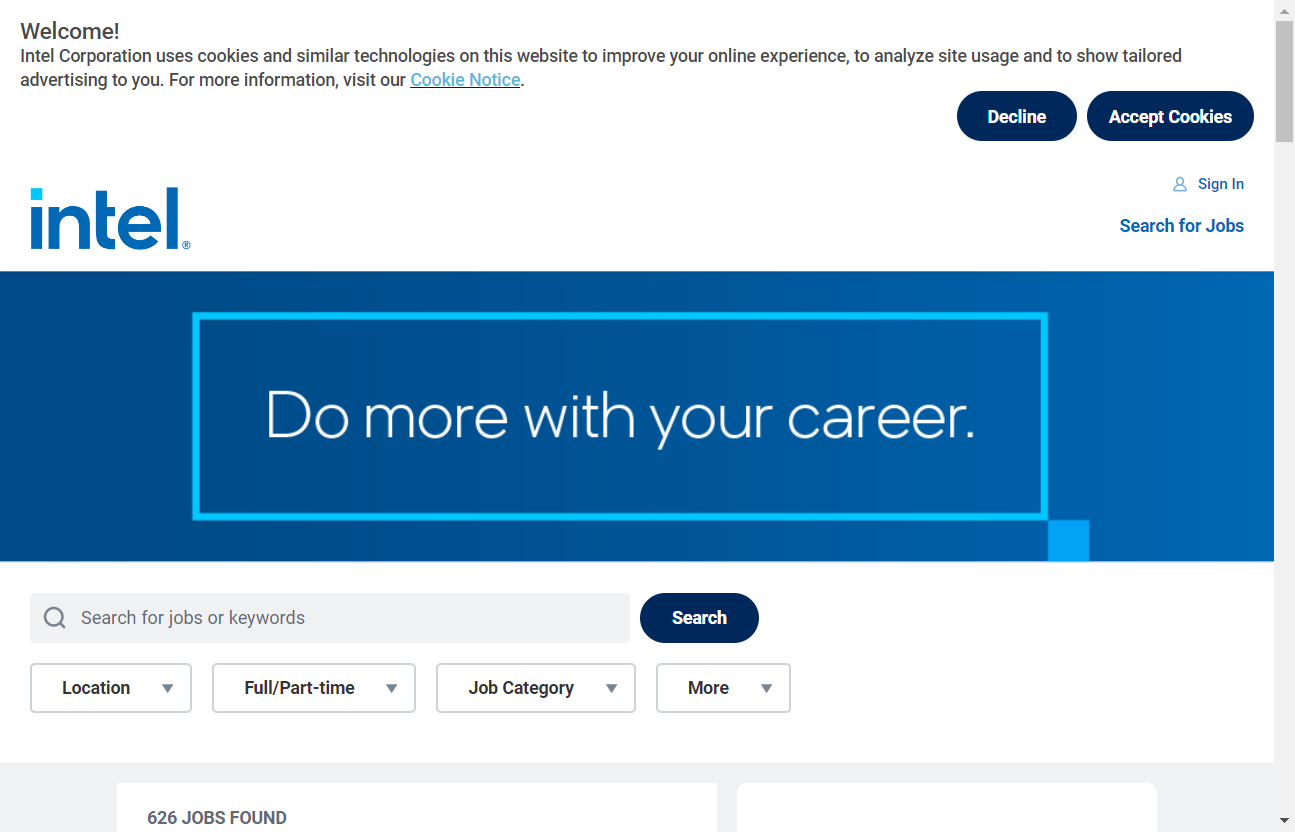 Welcome!
Intel Corporation uses cookies and similar technologies on this website to improve your online experience, to analyze site usage and to show tailored
advertising to you. For more information, visit our Cookie Notice.
Decline
Accept Cookies
Sign In
intel®
Search for Jobs
Do more with your career.
Search for jobs or keywords
Search
Location
Full/Part-time
Job Category
More
626 JOBS FOUND